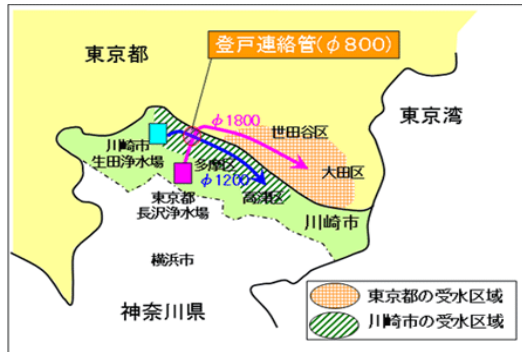 登戸連絡管(φ800)
東京都
東京湾
φ1800
世田谷区
川崎市
生田浄水場
多摩区
大田区
φ1200
東京都
長沢浄水場
高津区
川崎市
横浜市
神奈川県
東京都の受水区域
川崎市の受水区域